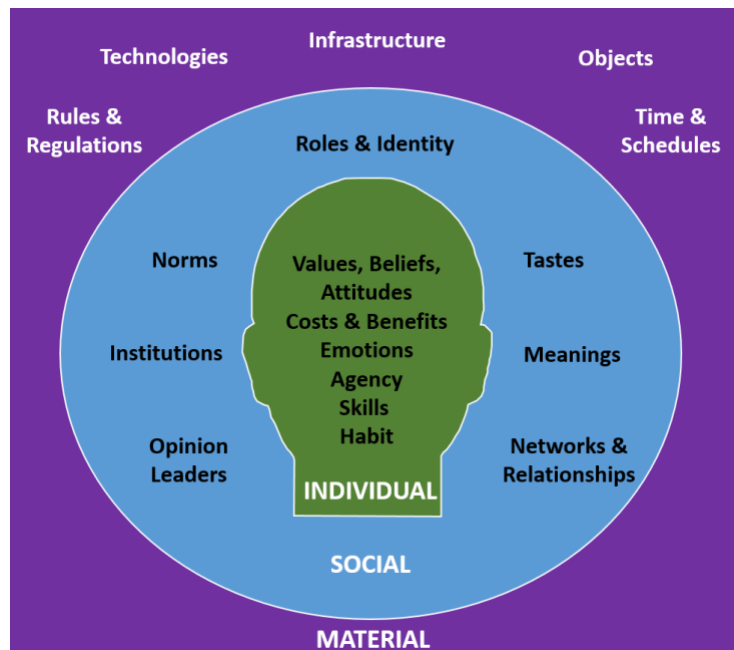 Infrastructure
Technologies
Objects
Rules &
Regulations
Time &
Schedules
Roles & Identity
Norms
Institutions
Opinion
Leaders
Values, Beliefs,
Attitudes
Costs & Benefits
Emotions
Agency
Skills
Habit
INDIVIDUAL
Tastes
Meanings
Networks &
Relationships
SOCIAL
MATERIAL